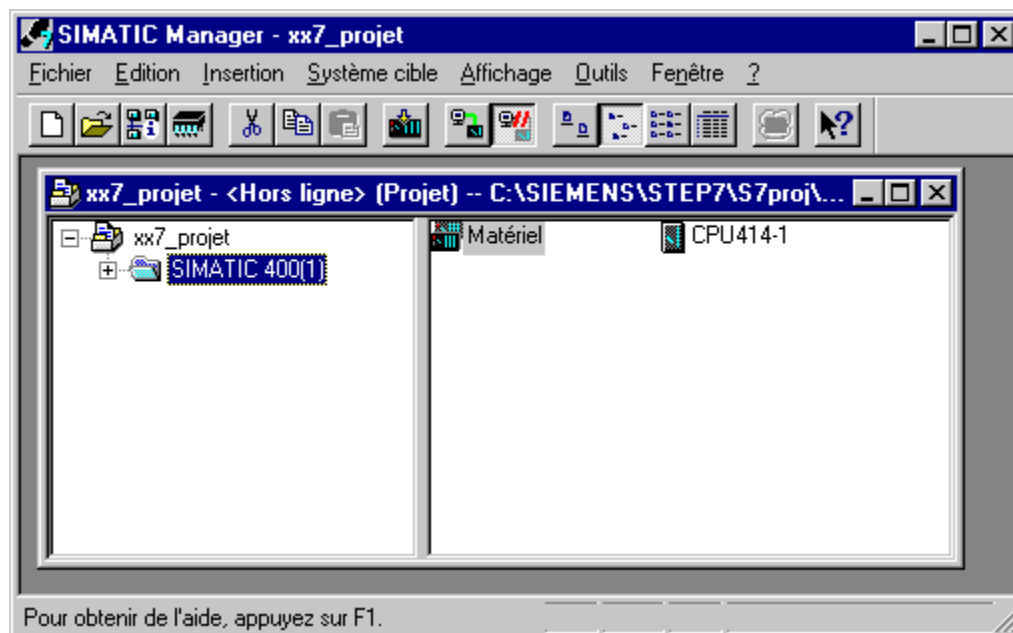 SIMATIC Manager - xx7_projet
Fichier Edition Insertion Système cible Affichage Outils Fenêtre ?
xx7_projet - <Hors ligne> (Projet) -- C:\SIEMENS\STEP7\S7proj\...
xx7_projet
SIMATIC 400(1)
Matériel
CPU414-1
Pour obtenir de l'aide, appuyez sur F1.